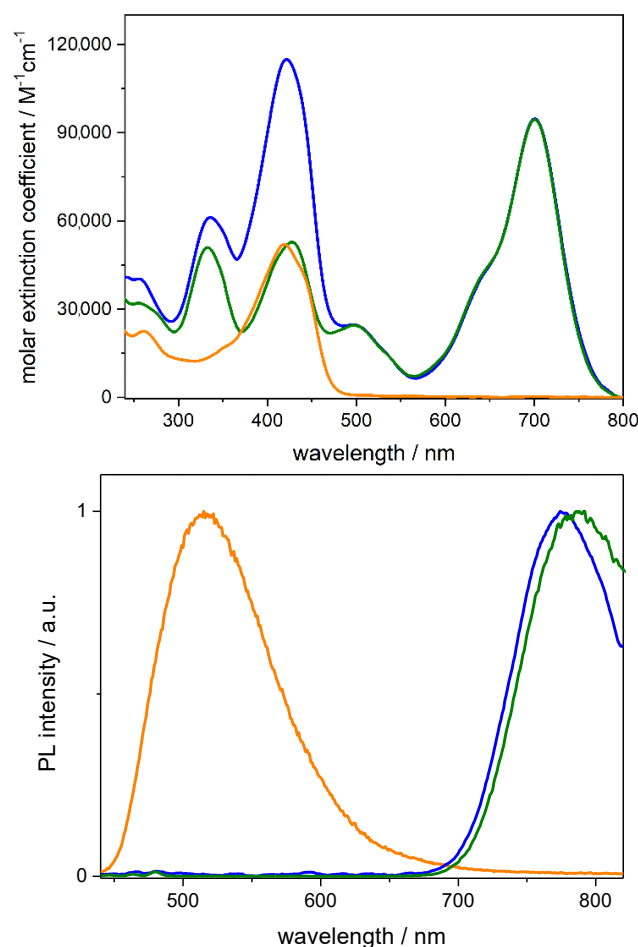 120,000
90,000
60,000
30,000
0
molar extinction coefficient / M⁻¹cm⁻¹
300 400 500 600 700 800
wavelength / nm
1
0
PL intensity / a.u.
500 600 700 800
wavelength / nm